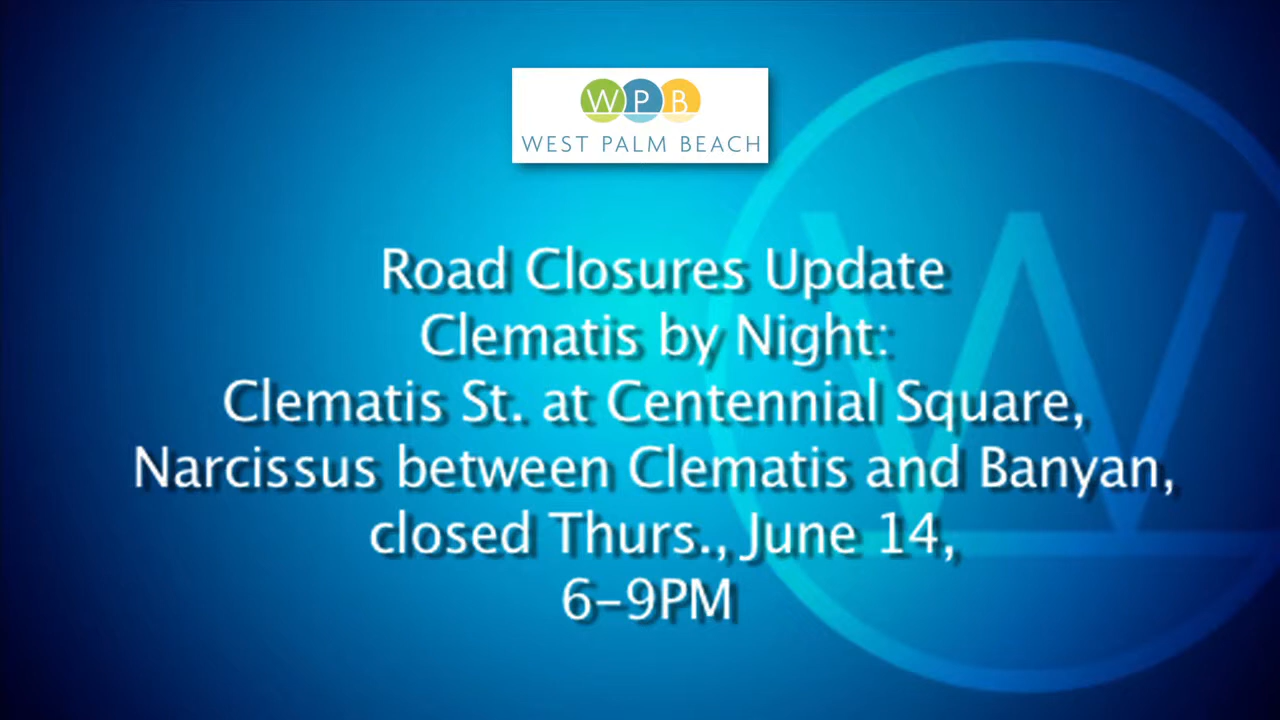 WPB
WEST PALM BEACH
Road Closures Update
Clematis by Night:
Clematis St. at Centennial Square,
Narcissus between Clematis and Banyan,
closed Thurs., June 14,
6-9PM
W